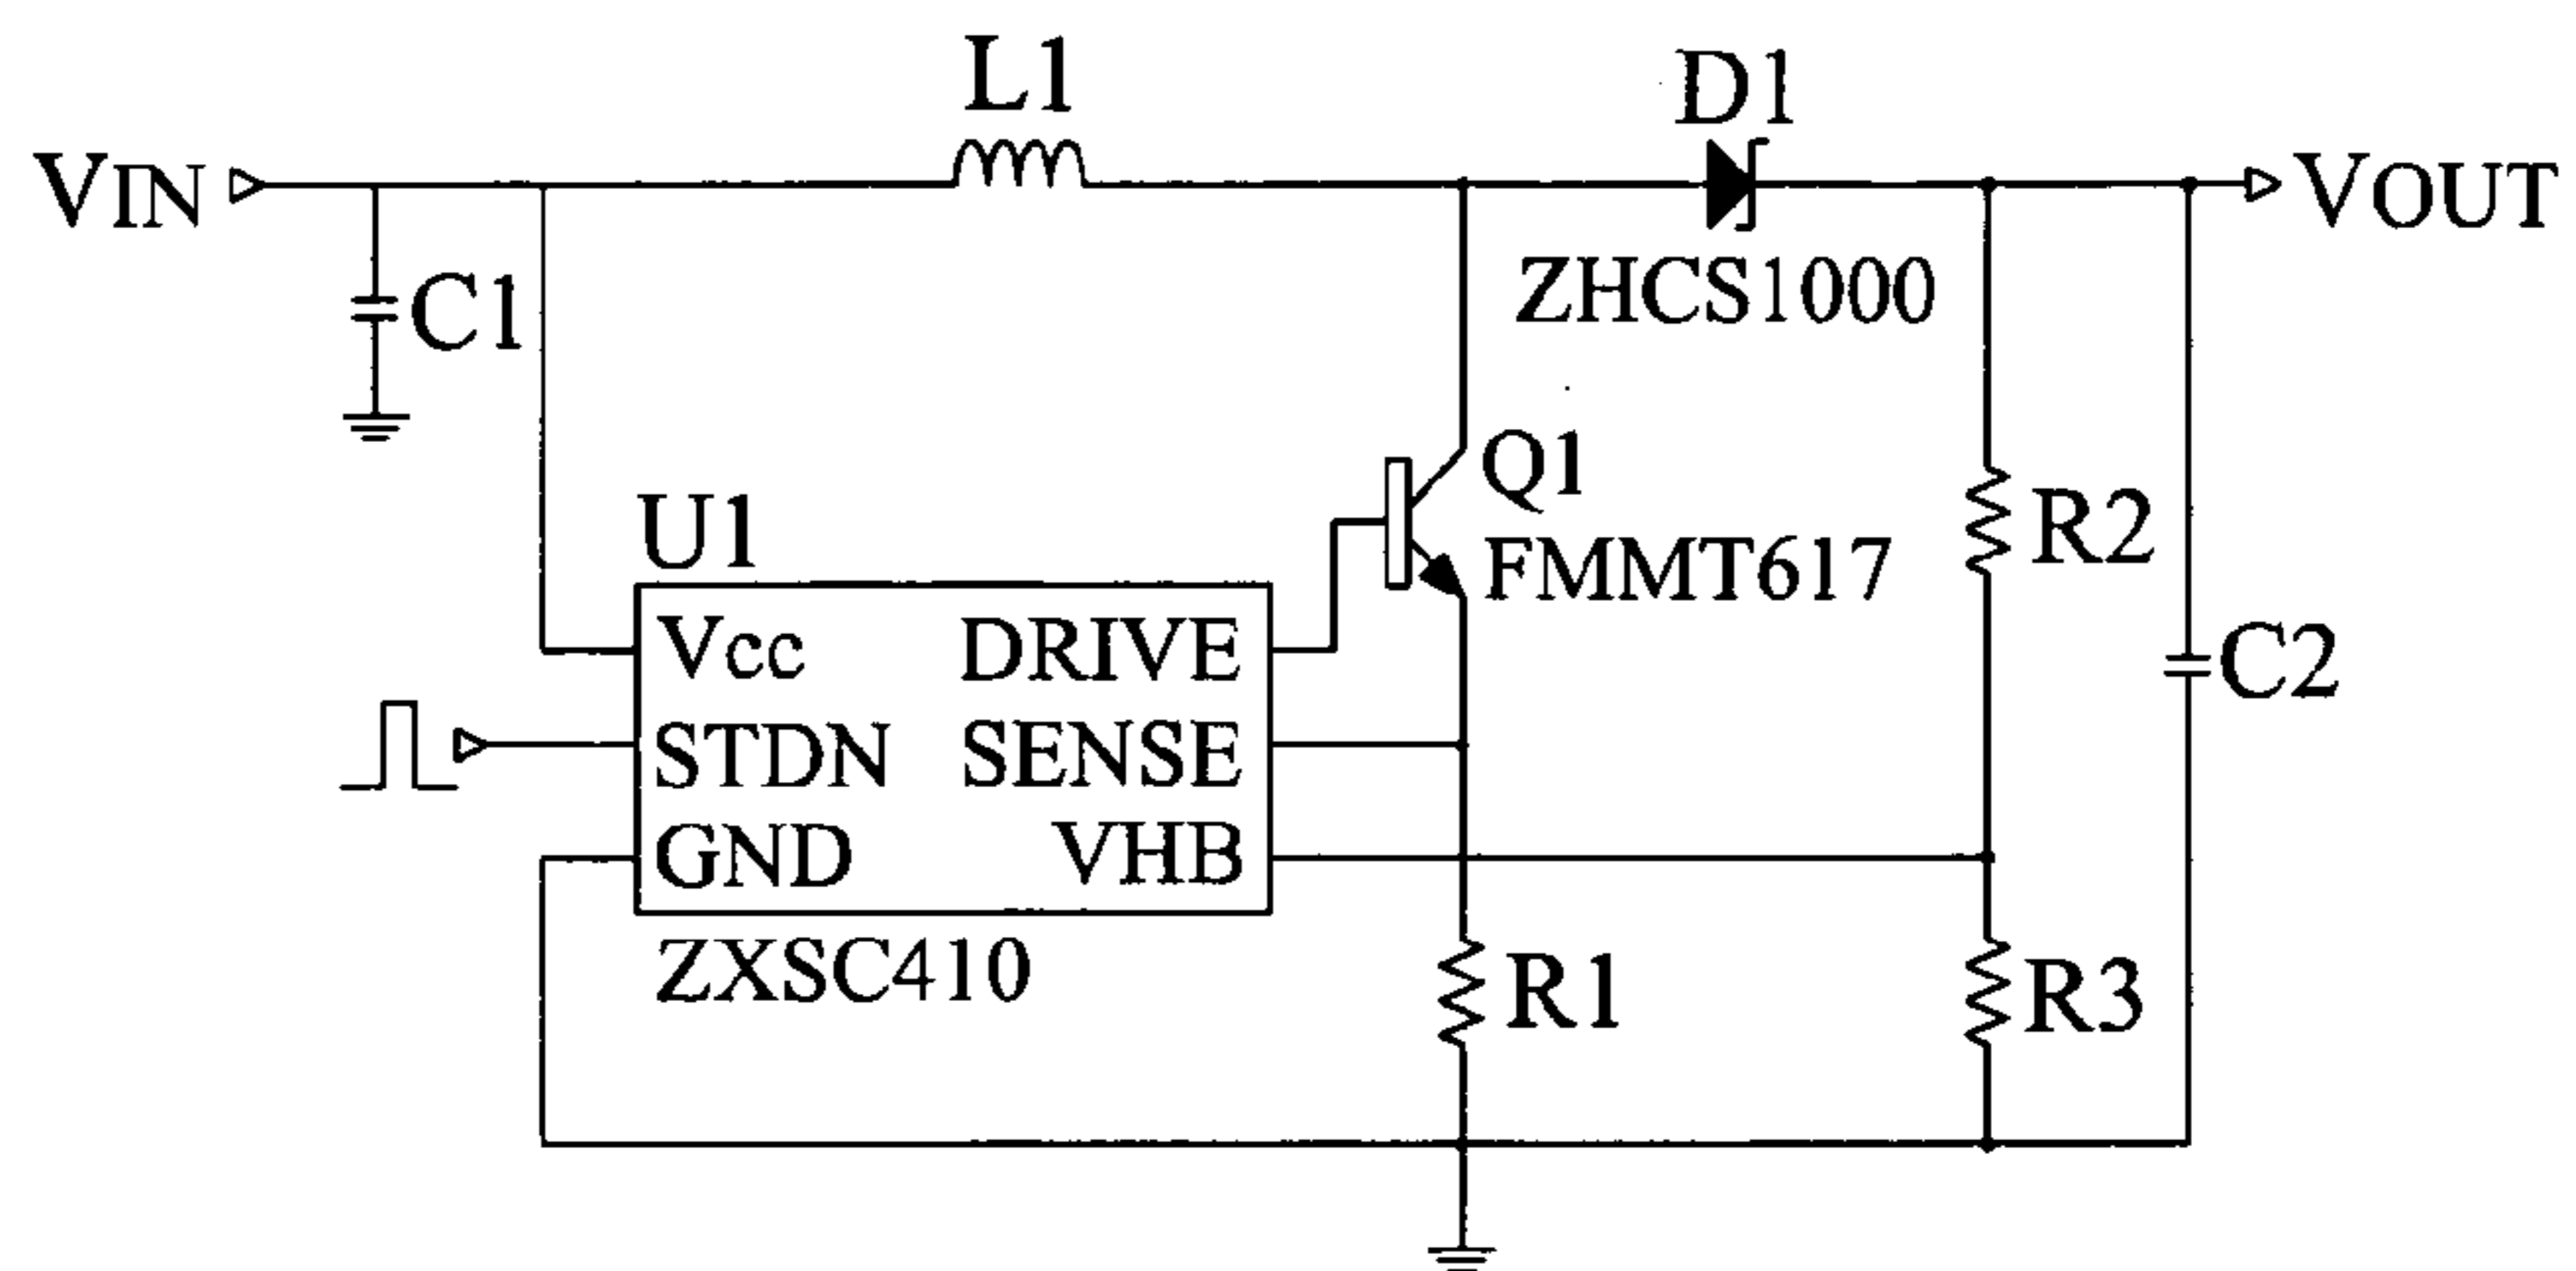 L1
D1
VIN
VOUT
ZHCS1000
C1
Q1
FMMT617
R2
U1
Vcc
DRIVE
C2
STDN
SENSE
GND
VHB
ZXSC410
R1
R3